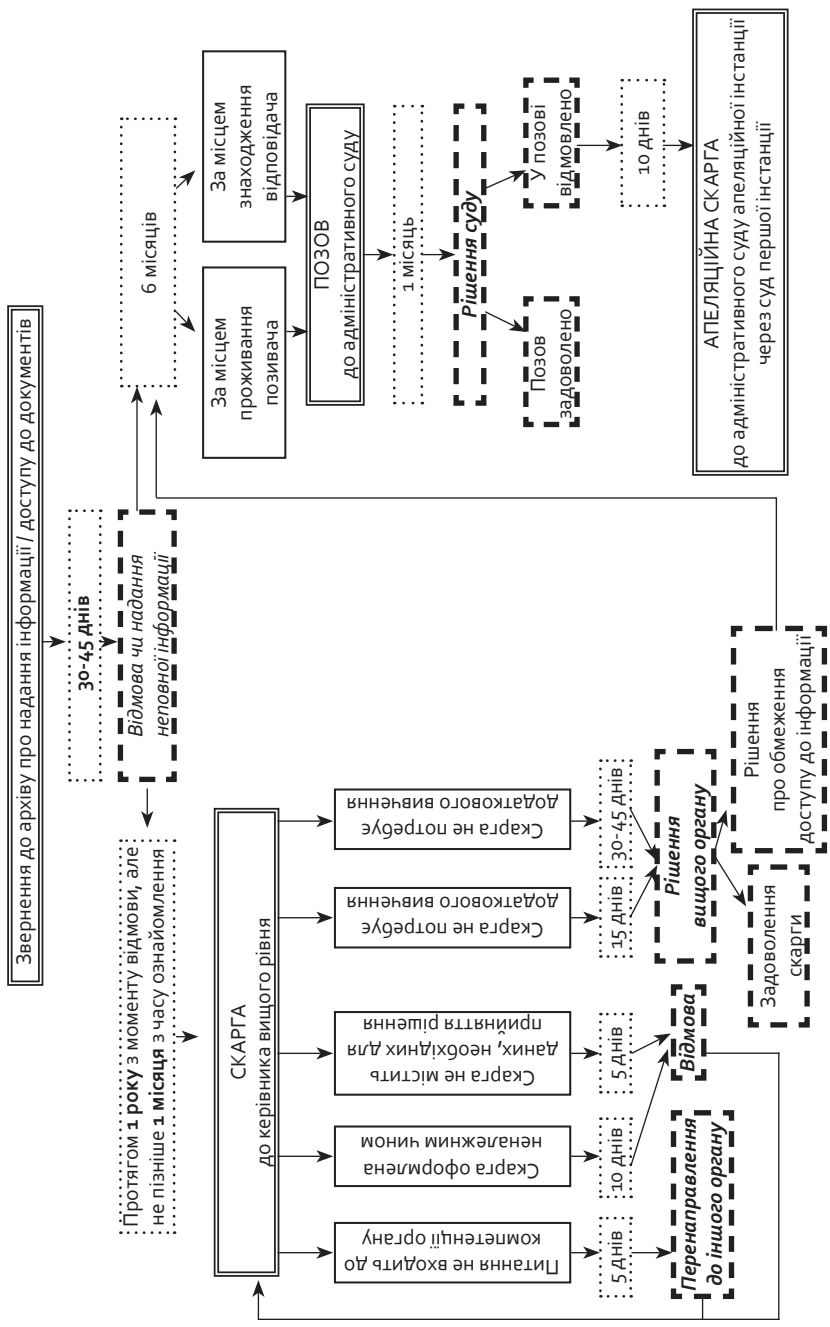 Звернення до архіву про надання інформації / доступу до документів
30-45 днів
Відмова чи надання
неповної інформації
Протягом 1 року з моменту відмови, але
не пізніше 1 місяця з часу ознайомлення
СКАРГА
до керівника вищого рівня
Питання не входить до
компетенції органу
Скарга оформлена
неналежним чином
Скарга не містить
даних, необхідних для
прийняття рішення
Скарга не потребує
додаткового вивчення
Скарга не потребує
додаткового вивчення
5 днів
10 днів
5 днів
15 днів
30-45 днів
Перенаправлення
до іншого органу
Відмова
Рішення
вищого органу
Задоволення
скарги
Рішення
про обмеження
доступу до інформації
6 місяців
За місцем
проживання
позивача
За місцем
знаходження
відповідача
ПОЗОВ
до адміністративного суду
1 місяць
Рішення суду
Позов
задоволено
У позові
відмовлено
10 днів
АПЕЛЯЦІЙНА СКАРГА
до адміністративного суду апеляційної інстанції
через суд першої інстанції